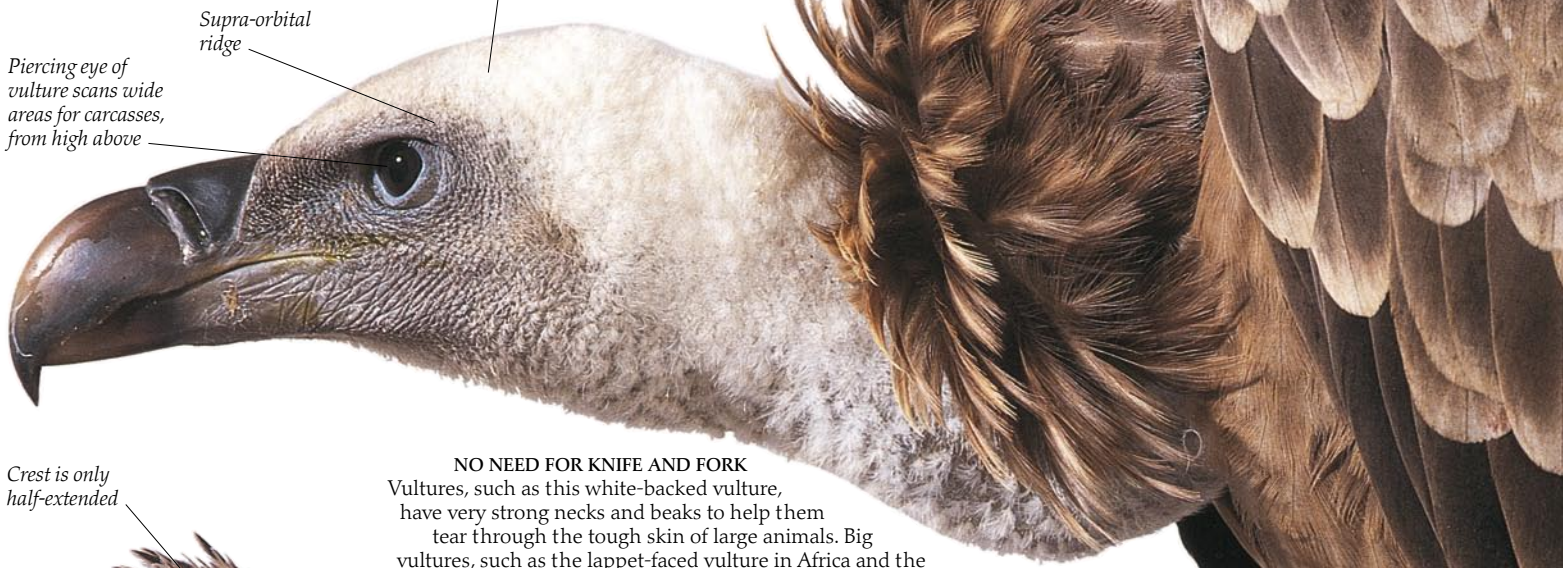 Supra-orbital
ridge
Piercing eye of
vulture scans wide
areas for carcasses,
from high above
Crest is only
half-extended
NO NEED FOR KNIFE AND FORK
Vultures, such as this white-backed vulture,
have very strong necks and beaks to help them
tear through the tough skin of large animals. Big
vultures, such as the lappet-faced vulture in Africa and the